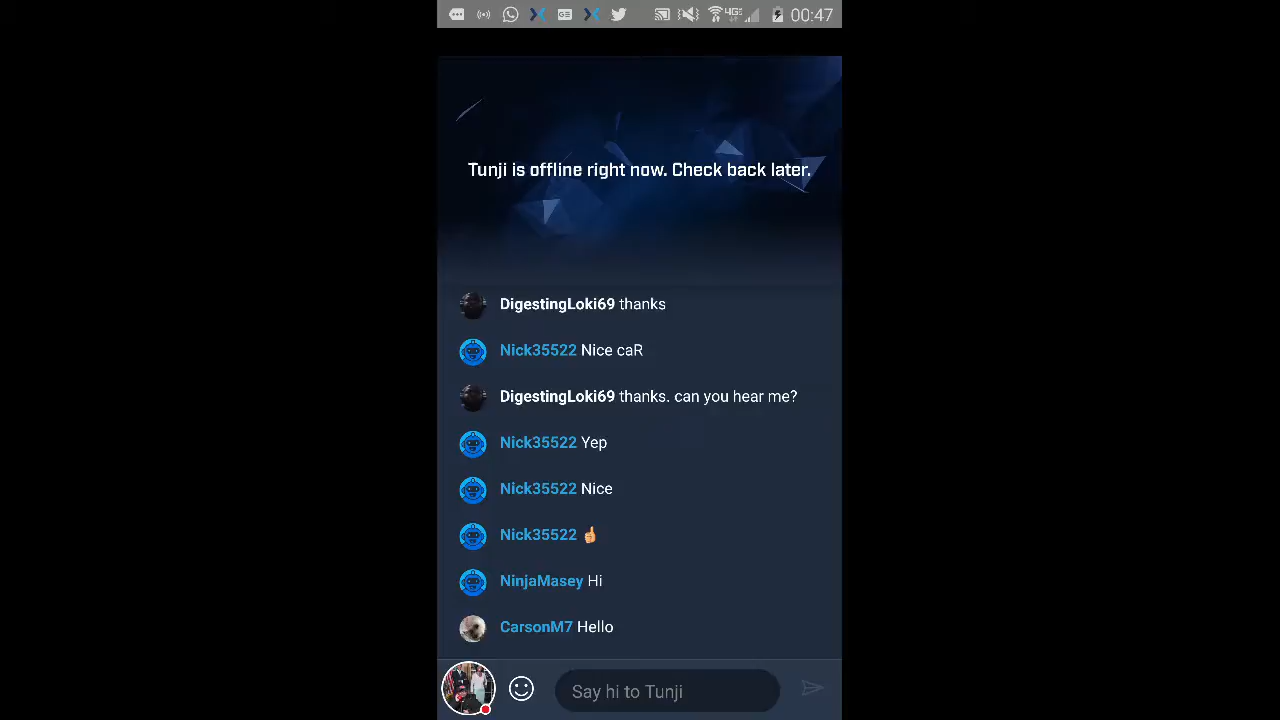 4G 00:47
Tunji is offline right now. Check back later.
DigestingLoki69 thanks
Nick35522 Nice caR
DigestingLoki69 thanks. can you hear me?
Nick35522 Yep
Nick35522 Nice
Nick35522 👍
NinjaMasey Hi
CarsonM7 Hello
Say hi to Tunji